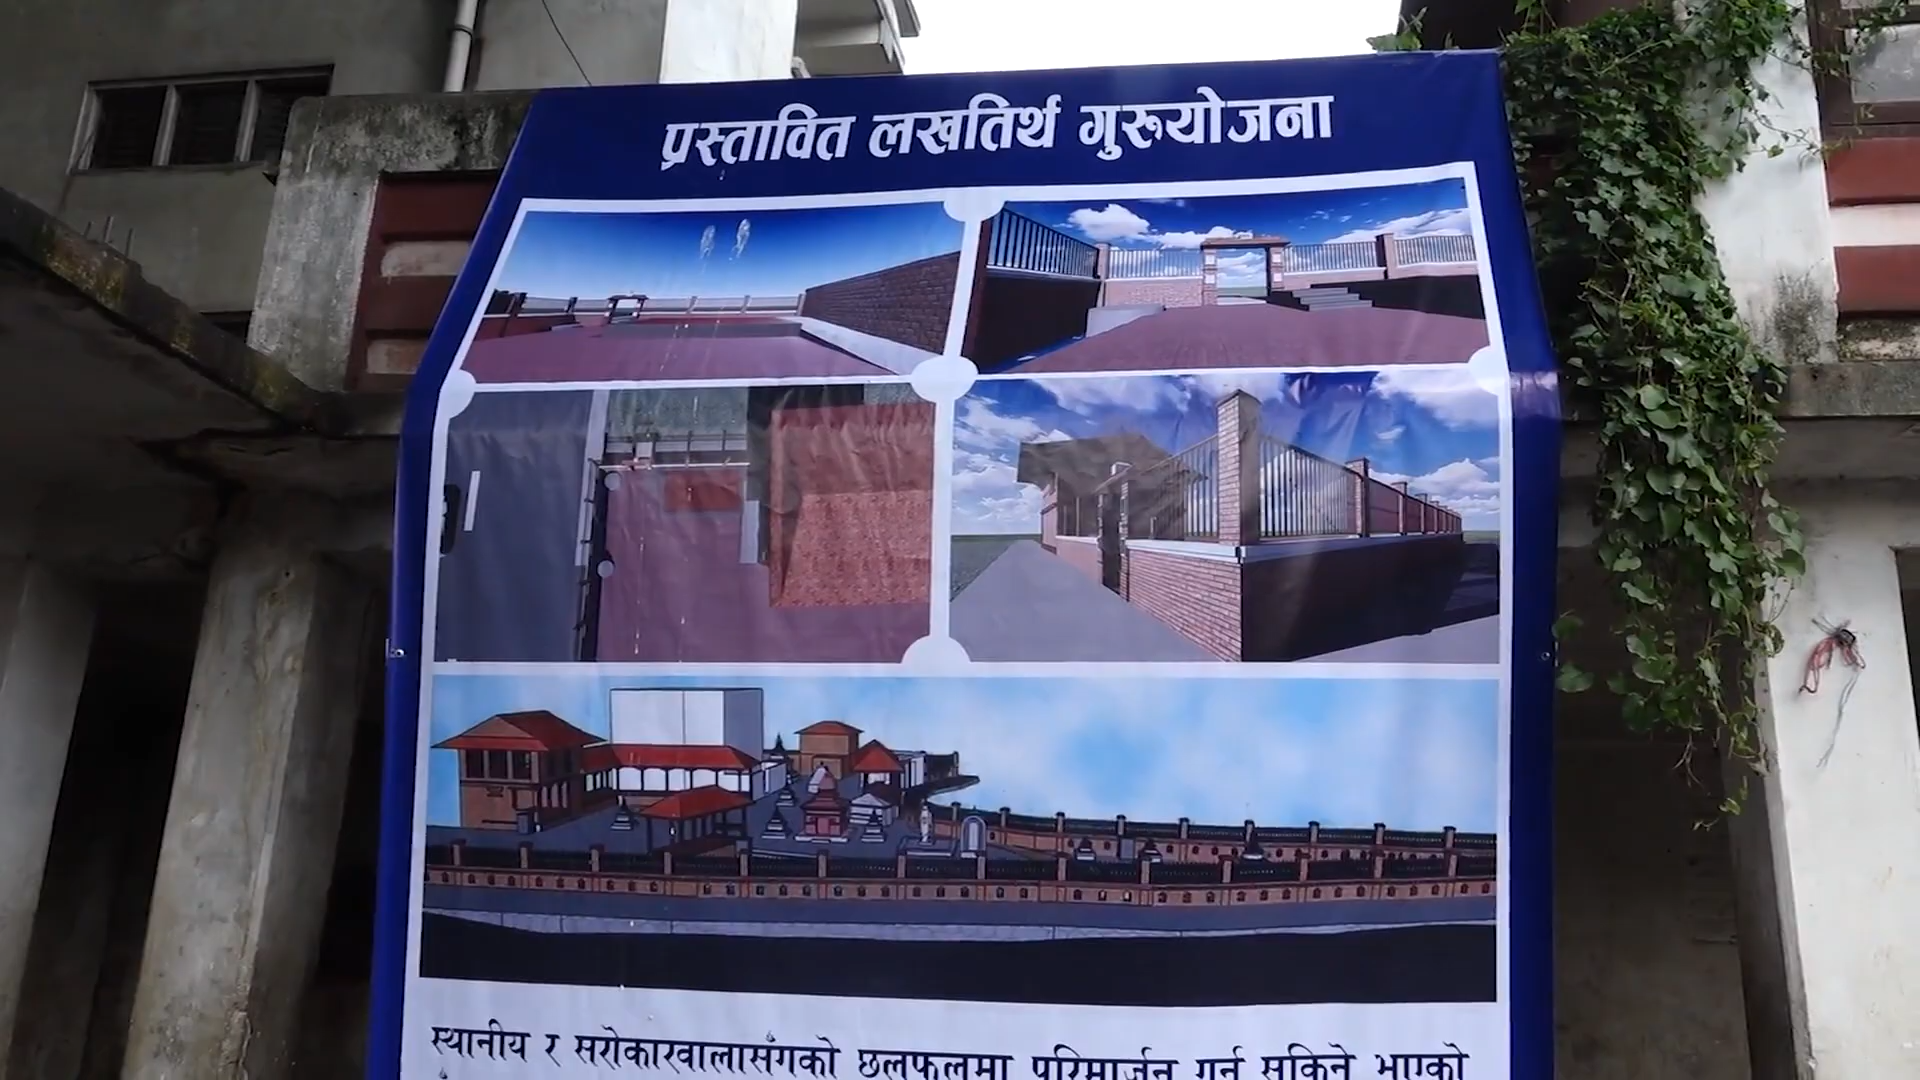 प्रस्तावित लखतिर्थ गुरुयोजना
स्थानीय र सरोकारवालासँगको छलफलमा परिमार्जन गर्न सकिने भएको